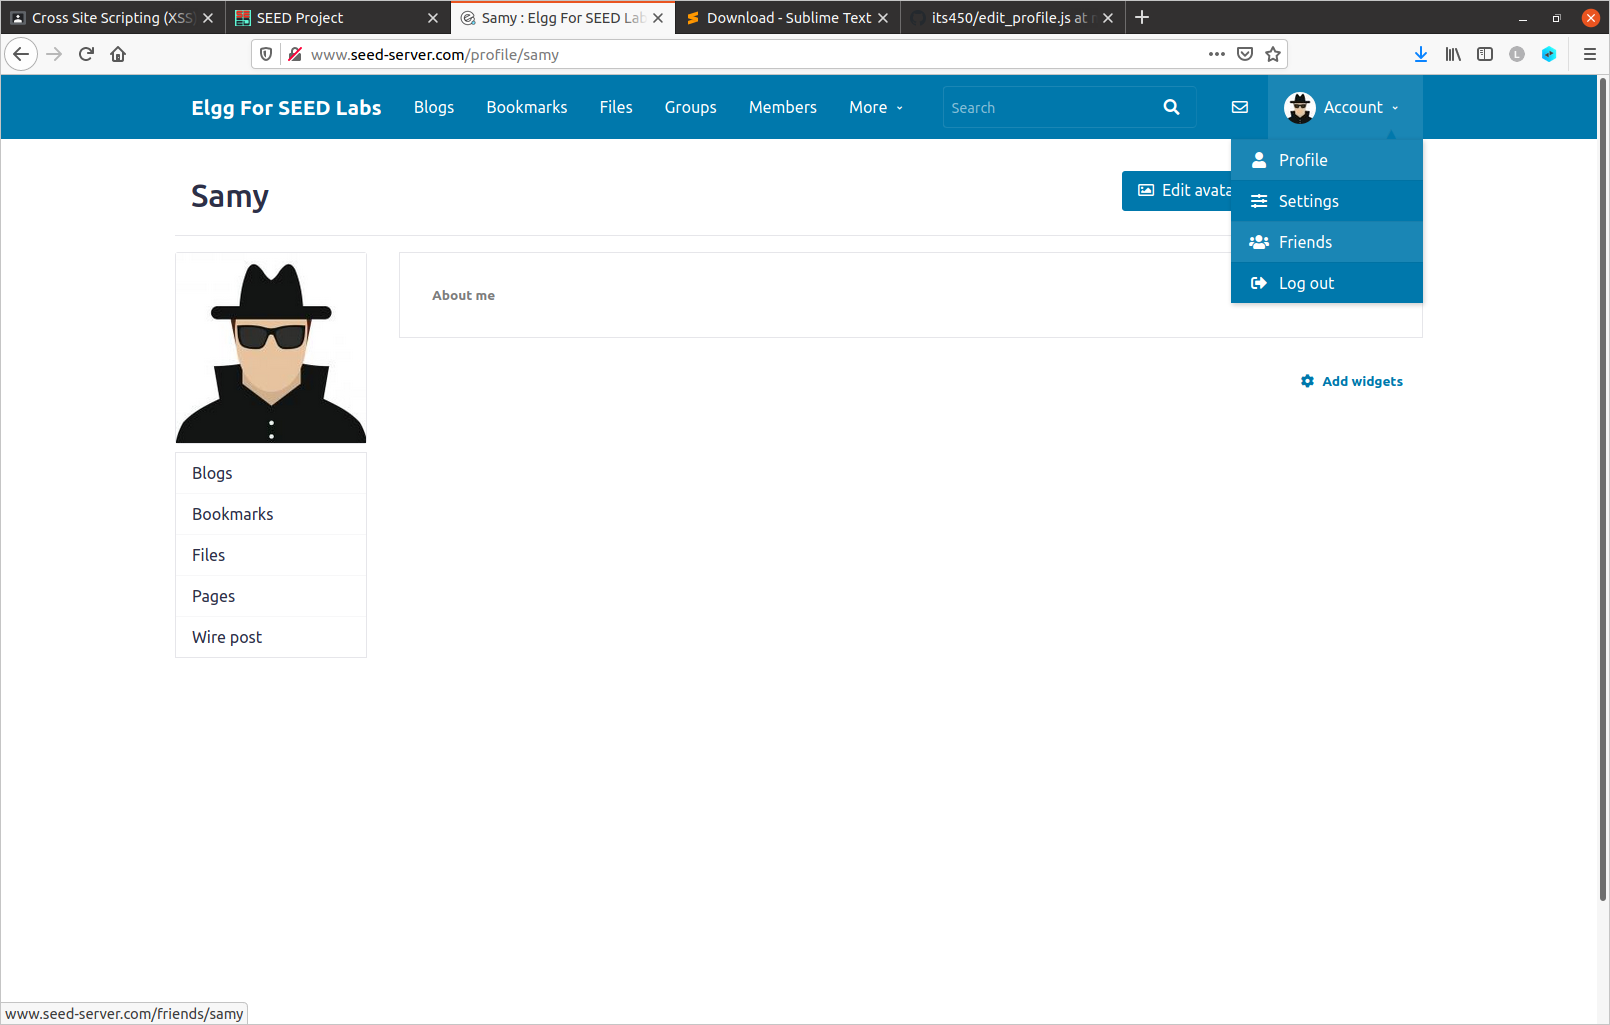 Cross Site Scripting (XSS)
SEED Project
Samy : Elgg For SEED Lab
Download - Sublime Text
its450/edit_profile.js at
www.seed-server.com/profile/samy
L
Elgg For SEED Labs
Blogs
Bookmarks
Files
Groups
Members
More
Search
Account
Profile
Settings
Friends
Log out
Samy
Edit avata
About me
Add widgets
Blogs
Bookmarks
Files
Pages
Wire post
www.seed-server.com/friends/samy